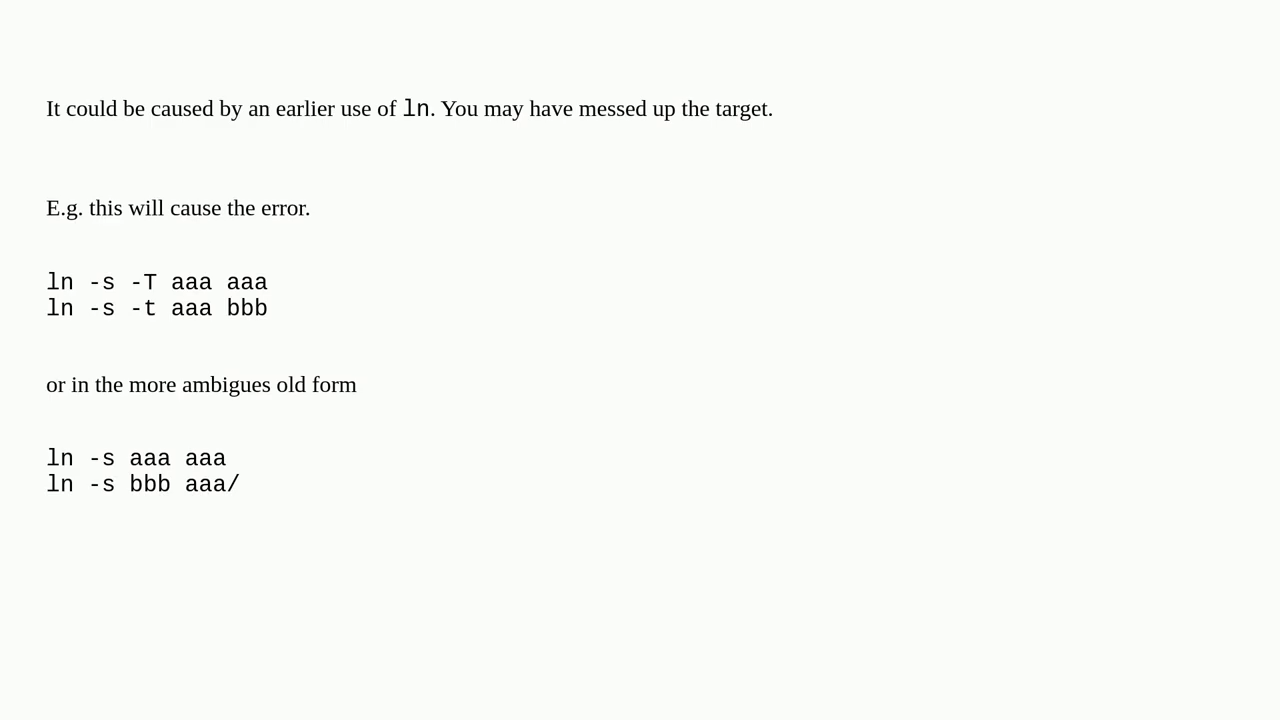 It could be caused by an earlier use of ln. You may have messed up the target.
E.g. this will cause the error.
ln -s -T aaa aaa
ln -s -t aaa bbb
or in the more ambigues old form
ln -s aaa aaa
ln -s bbb aaa/